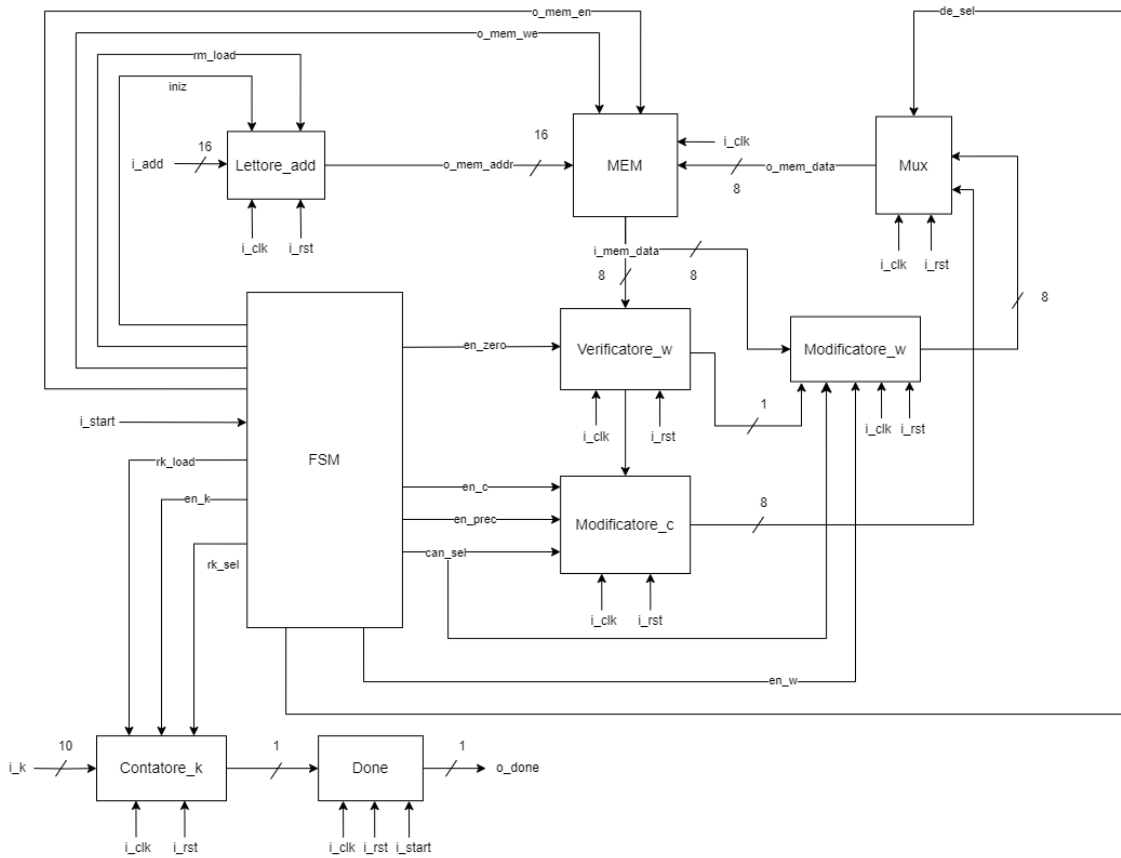 o_mem_en
de_sel
o_mem_we
rm_load
iniz
16
i_clk
i_add
16
Lettore_add
o_mem_addr
MEM
o_mem_data
Mux
8
i_clk
i_rst
i_mem_data
i_clk
i_rst
8
8
8
en_zero
Verificatore_w
Modificatore_w
1
i_start
i_clk
i_rst
i_clk
i_rst
FSM
rk_load
en_c
en_k
8
en_prec
Modificatore_c
can_sel
rk_sel
i_clk
i_rst
en_w
10
1
1
i_k
Contatore_k
Done
o_done
i_clk
i_rst
i_clk
i_rst
i_start